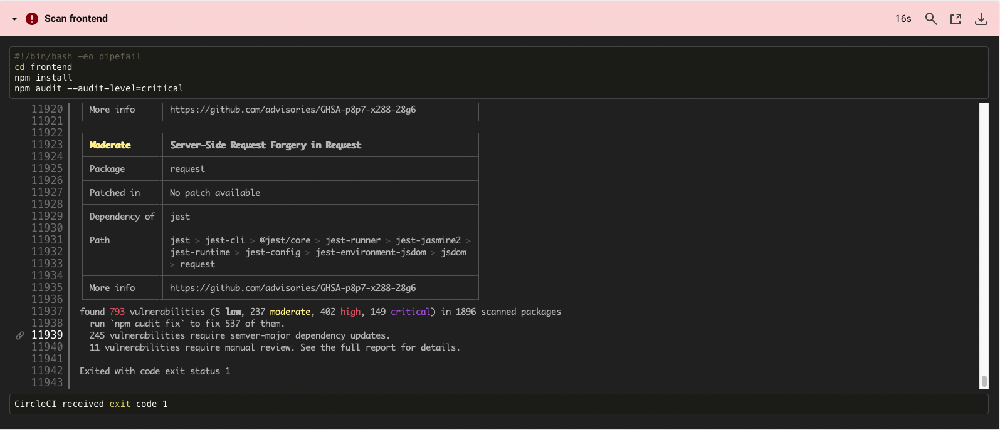 Scan frontend 16s
#!/bin/bash -eo pipefail
cd frontend
npm install
npm audit --audit-level=critical
11920 More info https://github.com/advisories/GHSA-p8p7-x288-28g6
11921
11922
11923 Moderate Server-Side Request Forgery in Request
11924
11925 Package request
11926
11927 Patched in No patch available
11928
11929 Dependency of jest
11930
11931 Path jest > jest-cli > @jest/core > jest-runner > jest-jasmine2 >
11932 jest-runtime > jest-config > jest-environment-jsdom > jsdom
11933 > request
11934
11935 More info https://github.com/advisories/GHSA-p8p7-x288-28g6
11936
11937 found 793 vulnerabilities (5 low, 237 moderate, 402 high, 149 critical) in 1896 scanned packages
11938 run `npm audit fix` to fix 537 of them.
11939 245 vulnerabilities require semver-major dependency updates.
11940 11 vulnerabilities require manual review. See the full report for details.
11941
11942 Exited with code exit status 1
11943
CircleCI received exit code 1